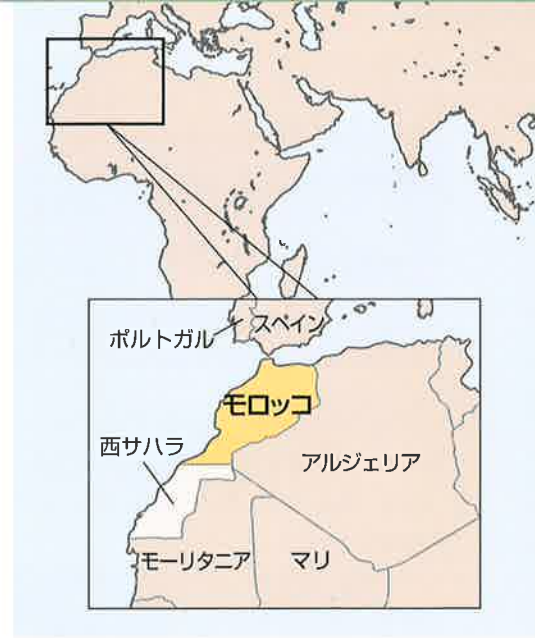 ポルトガル
スペイン
モロッコ
西サハラ
アルジェリア
モーリタニア
マリ